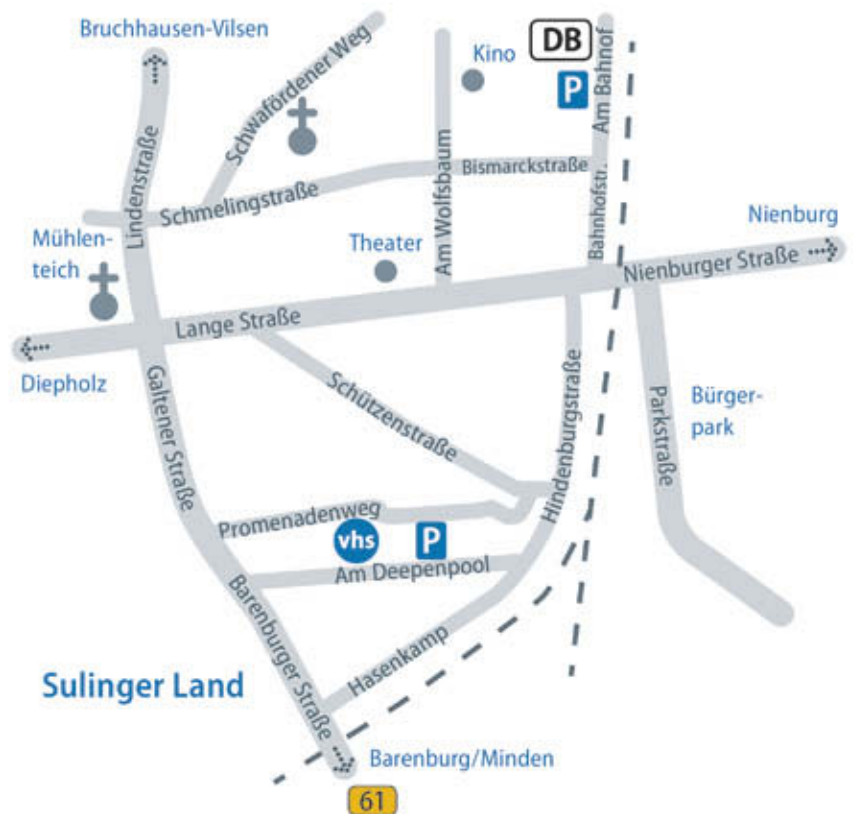 Bruchhausen-Vilsen
Schwafördener Weg
Kino
DB
P
Am Bahnhof
Lindenstraße
Schmelingstraße
Am Wolfsbaum
Bismarckstraße
Bahnhofstr.
Nienburg
Mühlen-
teich
Theater
Nienburger Straße
Lange Straße
Diepholz
Galtener Straße
Schützenstraße
Hindenburgstraße
Parkstraße
Bürger-
park
Promenadenweg
vhs
P
Am Deepenpool
Barenburger Straße
Hasenkamp
Sulinger Land
Barenburg/Minden
61